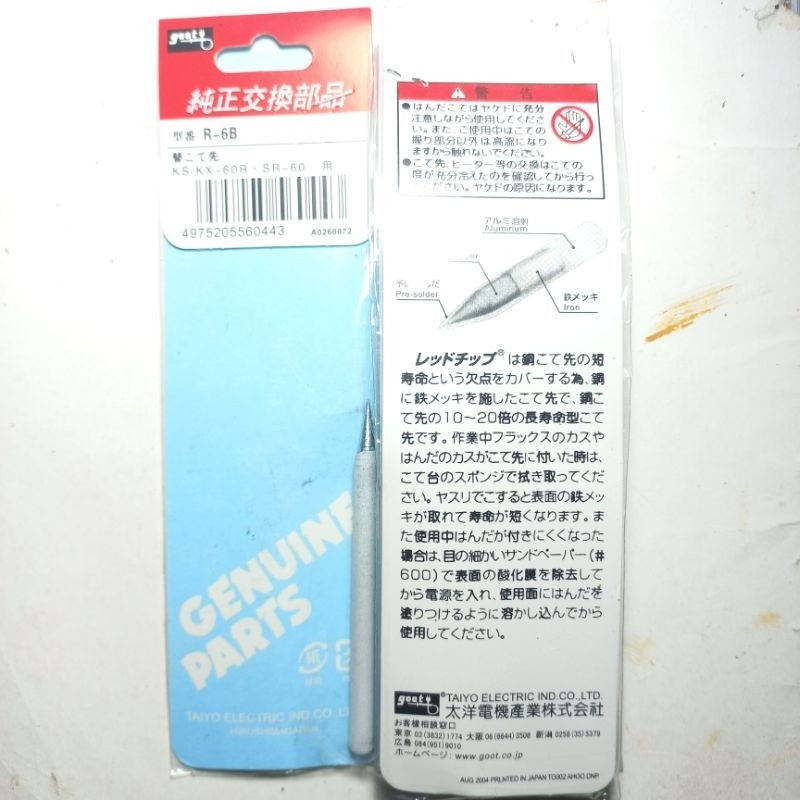 goot
純正交換部品
型番 R-6B
替こて先
KS/KX-60R・SR-60 用
4975205560443 A0260072
GENUINE
PARTS
紙
TAIYO ELECTRIC IND.CO.,LTD.
HIROSHIMA JAPAN
警告
●はんだこてはヤケドに充分
注意しながら使用してくださ
い。また、ご使用中はこての
握り部分以外は高温になり
ますから触れないでください。
●こて先、ヒーター等の交換はこての
度が充分冷えたのを確認してから行っ
てください。ヤケドの原因になります。
アルミ溶射
Aluminum
Pre-solder
鉄メッキ
Iron
レッドチップ®は銅こて先の短
寿命という欠点をカバーする為、銅
に鉄メッキを施したこて先で、銅こ
て先の10〜20倍の長寿命型こて
先です。作業中フラックスのカスや
はんだのカスがこて先に付いた時は、
こて台のスポンジで拭き取ってくだ
さい。ヤスリでこすると表面の鉄メッ
キが取れて寿命が短くなります。ま
た使用中はんだが付きにくくなった
場合は、目の細かいサンドペーパー(#
600)で表面の酸化膜を除去して
から電源を入れ、使用面にはんだを
塗りつけるように溶かし込んでから
使用してください。
goot ® TAIYO ELECTRIC IND.CO.,LTD.
太洋電機産業株式会社
お客様相談窓口
東京 03(3832)1774 大阪 06(6644)3508 新潟 0258(35)5379
広島 084(951)9010
ホームページ: www.goot.co.jp
AUG 2004 PRLNTED IN JAPAN TO002 AHOO DNP